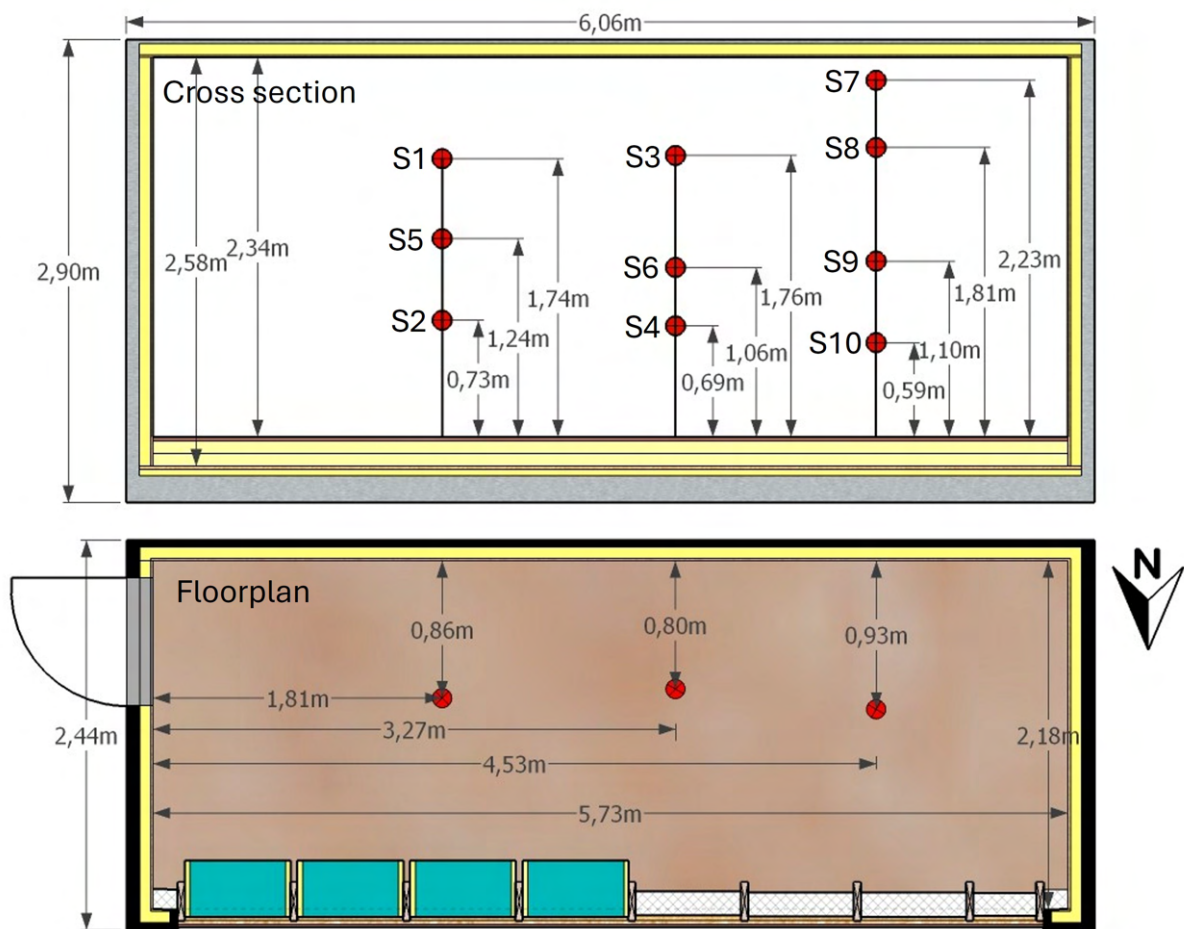 6,06m
Cross section
S7
S1
S3
S8
S5
2,34m
2,58m
2,90m
S6
S9
2,23m
1,74m
1,76m
1,81m
S2
S4
S10
1,24m
1,06m
1,10m
0,73m
0,69m
0,59m
Floorplan
N
0,86m
0,80m
0,93m
1,81m
3,27m
2,44m
2,18m
4,53m
5,73m